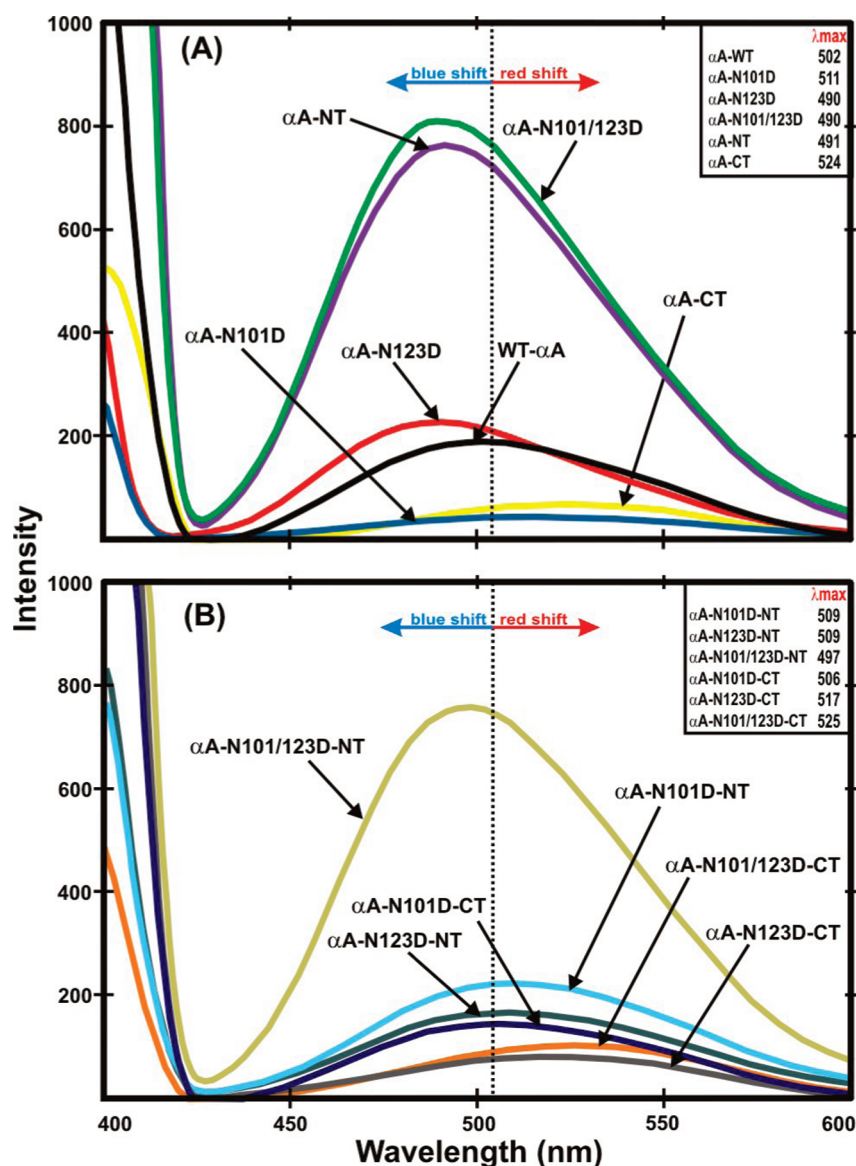 1000
(A)
λmax
αA-WT 502
αA-N101D 511
αA-N123D 490
αA-N101/123D 490
αA-NT 491
αA-CT 524
blue shift red shift
αA-NT
αA-N101/123D
800
600
αA-CT
αA-N101D
αA-N123D
WT-αA
400
200
Intensity
1000
(B)
λmax
αA-N101D-NT 509
αA-N123D-NT 509
αA-N101/123D-NT 497
αA-N101D-CT 506
αA-N123D-CT 517
αA-N101/123D-CT 525
blue shift red shift
800
αA-N101/123D-NT
αA-N101D-NT
600
αA-N101/123D-CT
400
αA-N101D-CT
αA-N123D-NT
αA-N123D-CT
200
400 450 500 550 600
Wavelength (nm)